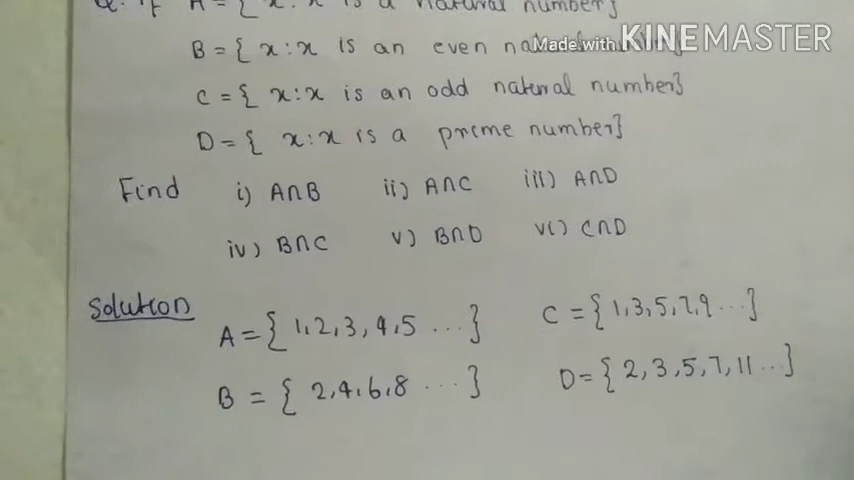 Q. If A = { x : x is a natural number}
B = { x : x is an even
Made with KINEMASTER
C = { x : x is an odd natural number}
D = { x : x is a prime number}
Find i) A∩B ii) A∩C iii) A∩D
iv) B∩C v) B∩D vi) C∩D
Solution
A = { 1, 2, 3, 4, 5 ... } C = { 1, 3, 5, 7, 9 ... }
B = { 2, 4, 6, 8 ... } D = { 2, 3, 5, 7, 11 ... }